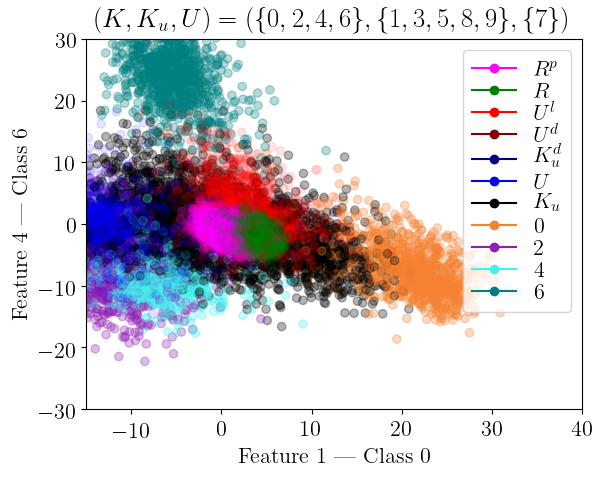 (K, K_u, U) = ({0, 2, 4, 6}, {1, 3, 5, 8, 9}, {7})
30
20
10
0
−10
−20
−30
Feature 4 — Class 6
R^p
R
U^l
U^d
K_u^d
U
K_u
0
2
4
6
−10 0 10 20 30 40
Feature 1 — Class 0